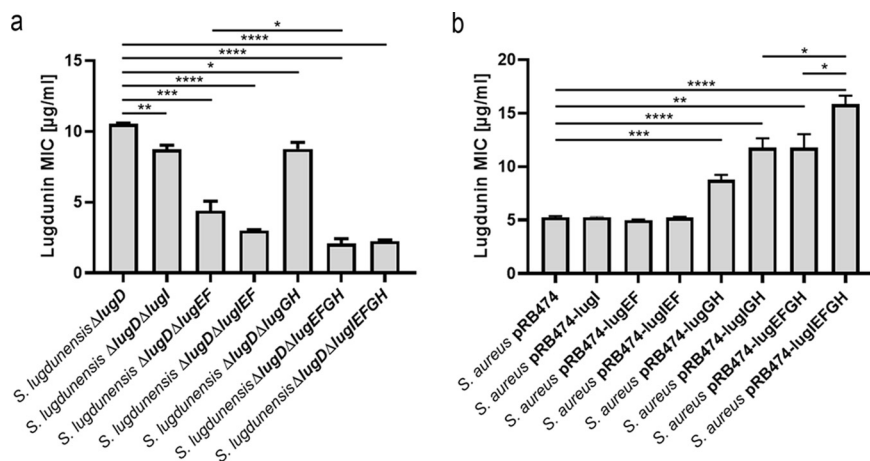 a
*
****
****
*
****
***
**
Lugdunin MIC [µg/ml]
15
10
5
0
S. lugdunensis ΔlugD
S. lugdunensis ΔlugDΔlugI
S. lugdunensis ΔlugDΔlugEF
S. lugdunensis ΔlugDΔlugIEF
S. lugdunensis ΔlugDΔlugGH
S. lugdunensis ΔlugDΔlugEFGH
S. lugdunensis ΔlugDΔlugIEFGH
b
*
*
****
**
****
***
Lugdunin MIC [µg/ml]
20
15
10
5
0
S. aureus pRB474
S. aureus pRB474-lugI
S. aureus pRB474-lugEF
S. aureus pRB474-lugIEF
S. aureus pRB474-lugGH
S. aureus pRB474-lugIGH
S. aureus pRB474-lugEFGH
S. aureus pRB474-lugIEFGH